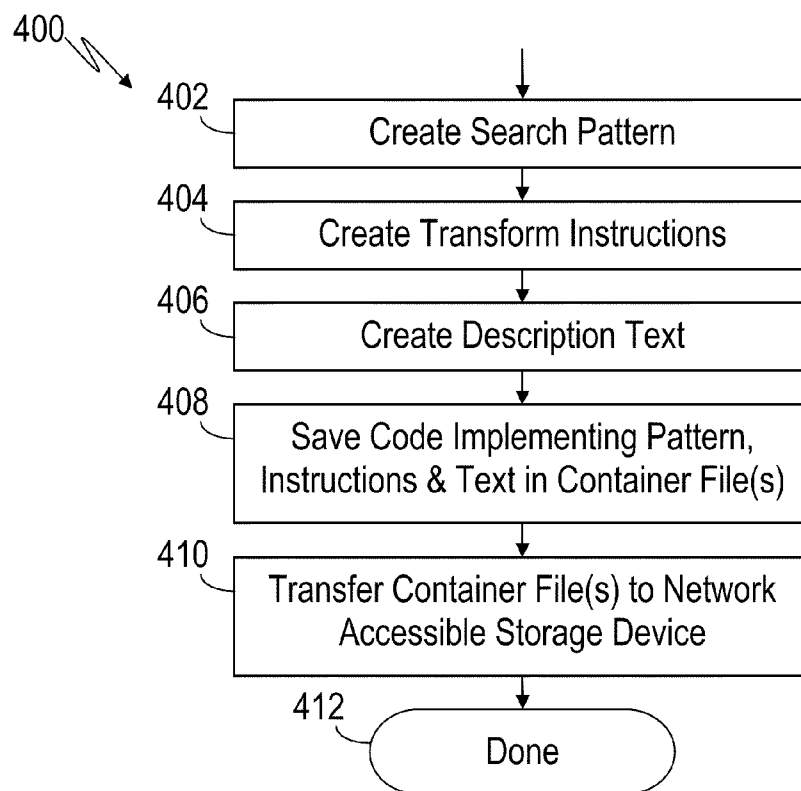 400
402
Create Search Pattern
404
Create Transform Instructions
406
Create Description Text
408
Save Code Implementing Pattern,
Instructions & Text in Container File(s)
410
Transfer Container File(s) to Network
Accessible Storage Device
412
Done